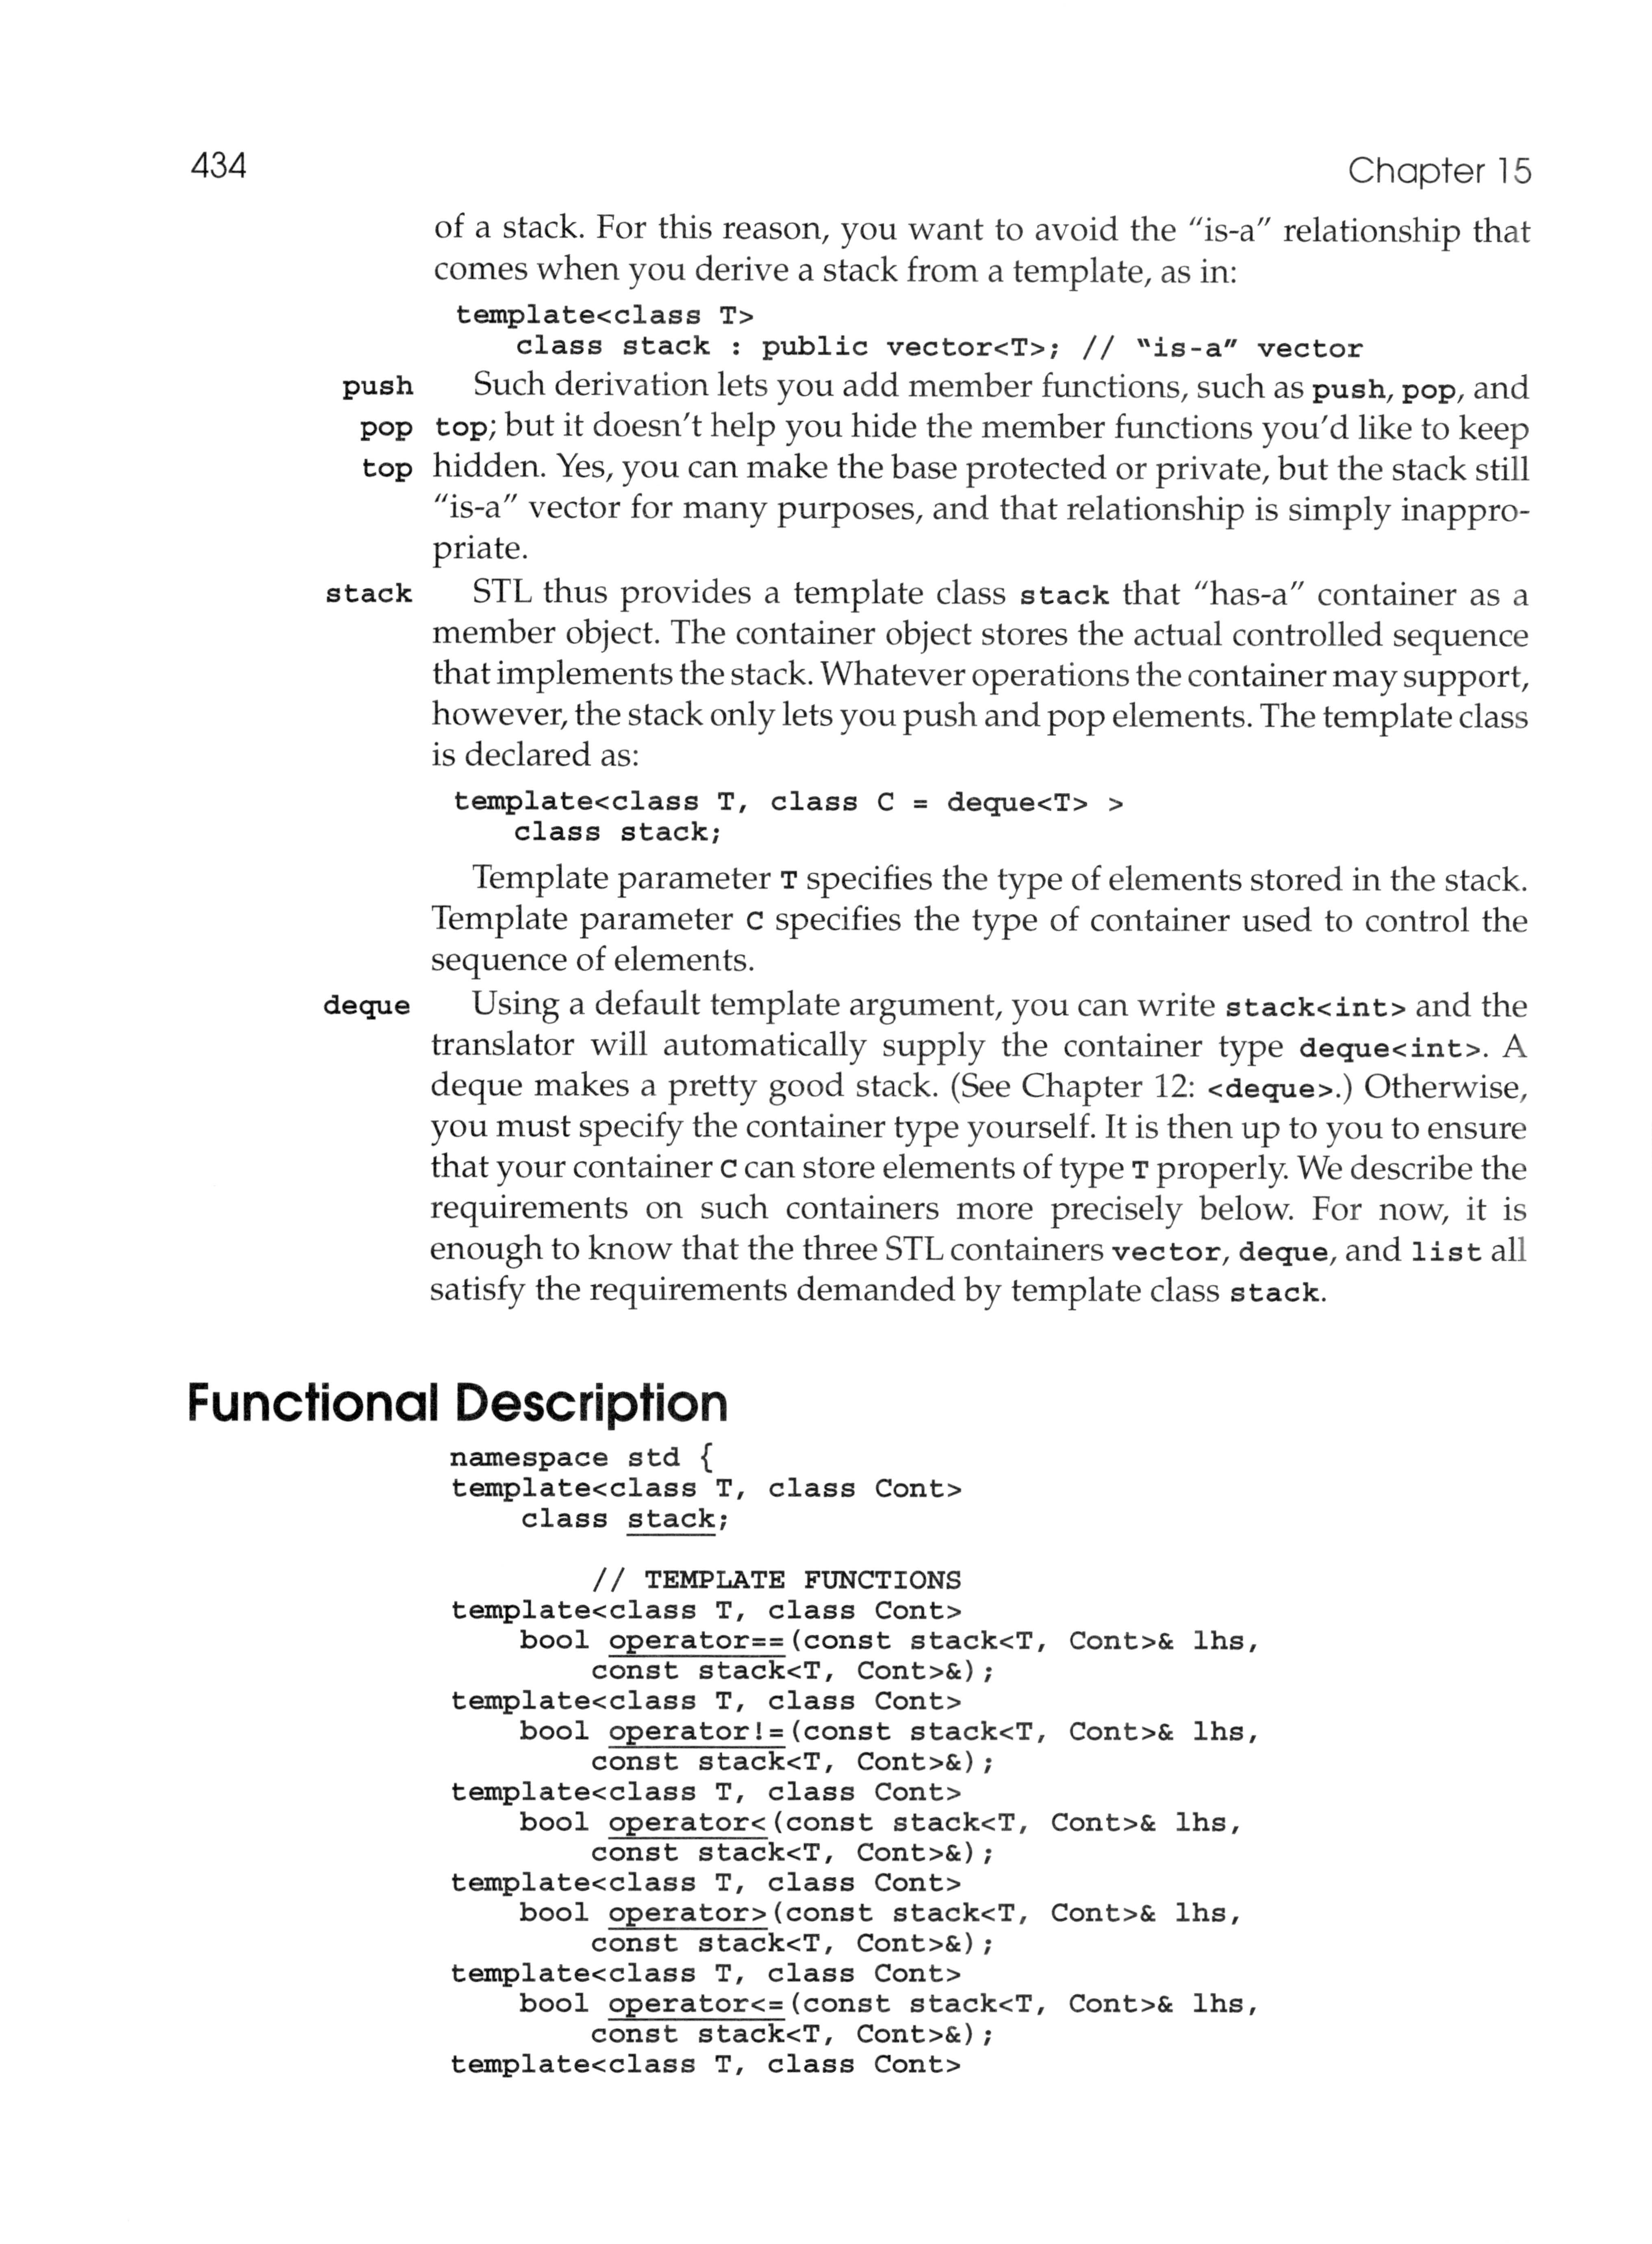 434
Chapter 15
of a stack. For this reason, you want to avoid the “is-a” relationship that
comes when you derive a stack from a template, as in:
template<class T>
class stack : public vector<T>; // “is-a” vector
push Such derivation lets you add member functions, such as push, pop, and
pop top; but it doesn’t help you hide the member functions you’d like to keep
top hidden. Yes, you can make the base protected or private, but the stack still
“is-a” vector for many purposes, and that relationship is simply inappro-
priate.
stack STL thus provides a template class stack that “has-a” container as a
member object. The container object stores the actual controlled sequence
that implements the stack. Whatever operations the container may support,
however, the stack only lets you push and pop elements. The template class
is declared as:
template<class T, class C = deque<T> >
class stack;
Template parameter T specifies the type of elements stored in the stack.
Template parameter C specifies the type of container used to control the
sequence of elements.
deque Using a default template argument, you can write stack<int> and the
translator will automatically supply the container type deque<int>. A
deque makes a pretty good stack. (See Chapter 12: <deque>.) Otherwise,
you must specify the container type yourself. It is then up to you to ensure
that your container C can store elements of type T properly. We describe the
requirements on such containers more precisely below. For now, it is
enough to know that the three STL containers vector, deque, and list all
satisfy the requirements demanded by template class stack.
Functional Description
namespace std {
template<class T, class Cont>
class stack;
// TEMPLATE FUNCTIONS
template<class T, class Cont>
bool operator==(const stack<T, Cont>& lhs,
const stack<T, Cont>&);
template<class T, class Cont>
bool operator!=(const stack<T, Cont>& lhs,
const stack<T, Cont>&);
template<class T, class Cont>
bool operator<(const stack<T, Cont>& lhs,
const stack<T, Cont>&);
template<class T, class Cont>
bool operator>(const stack<T, Cont>& lhs,
const stack<T, Cont>&);
template<class T, class Cont>
bool operator<=(const stack<T, Cont>& lhs,
const stack<T, Cont>&);
template<class T, class Cont>